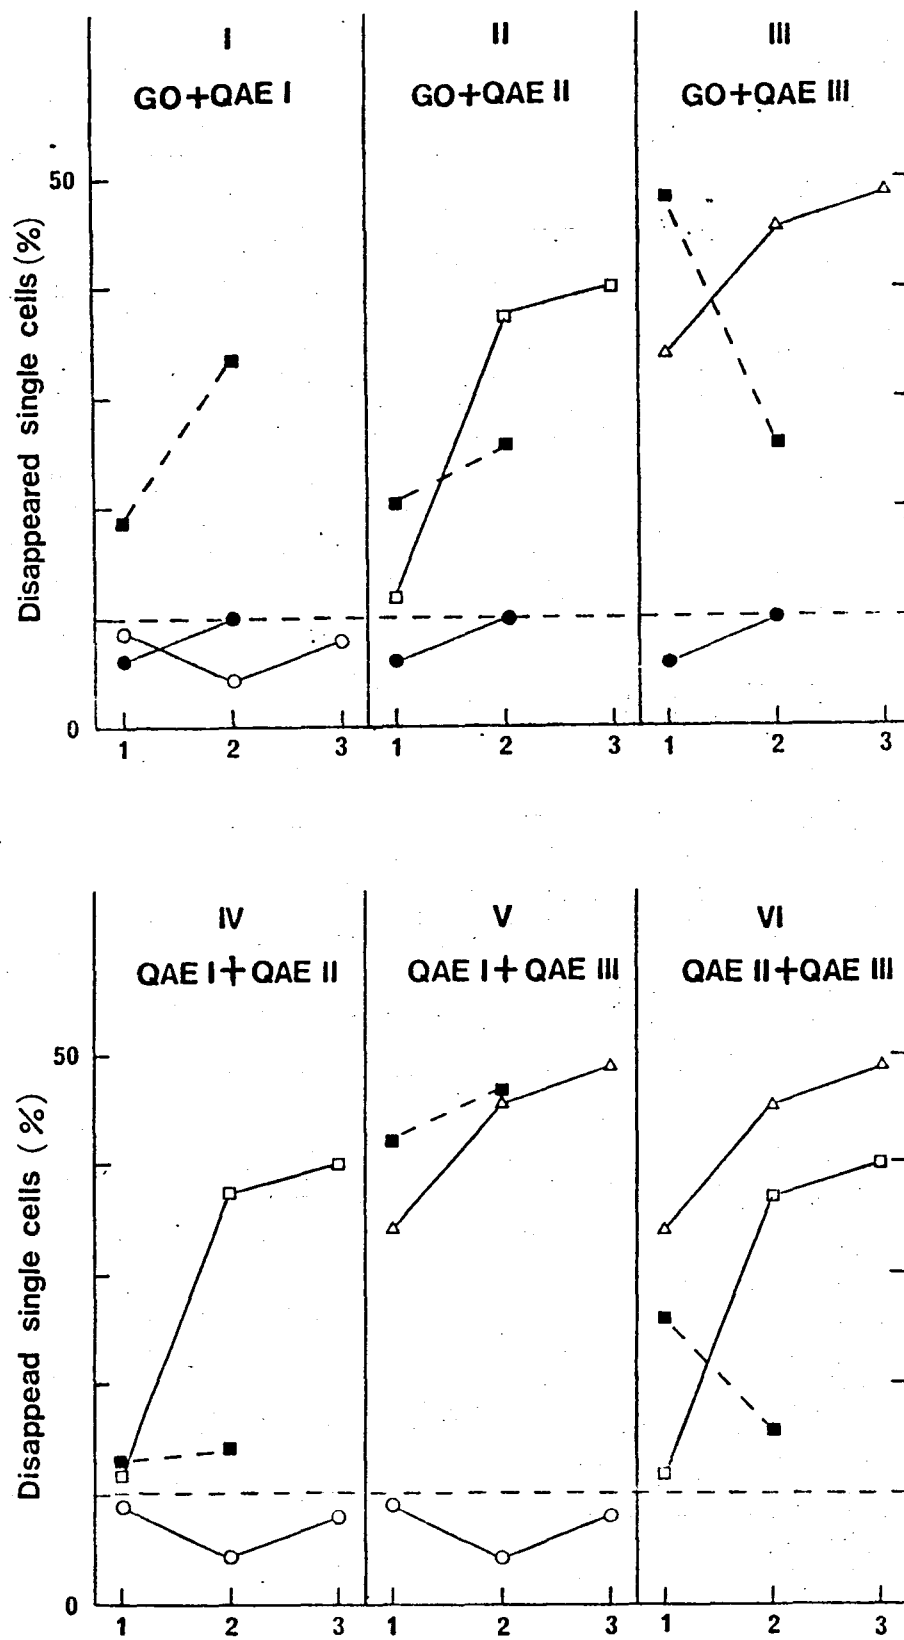 I II III
GO+QAE I GO+QAE II GO+QAE III
50
Disappeared single cells (%)
0
1 2 3 1 2 3 1 2 3
IV V VI
QAE I+QAE II QAE I+QAE III QAE II+QAE III
50
Disappead single cells (%)
0
1 2 3 1 2 3 1 2 3